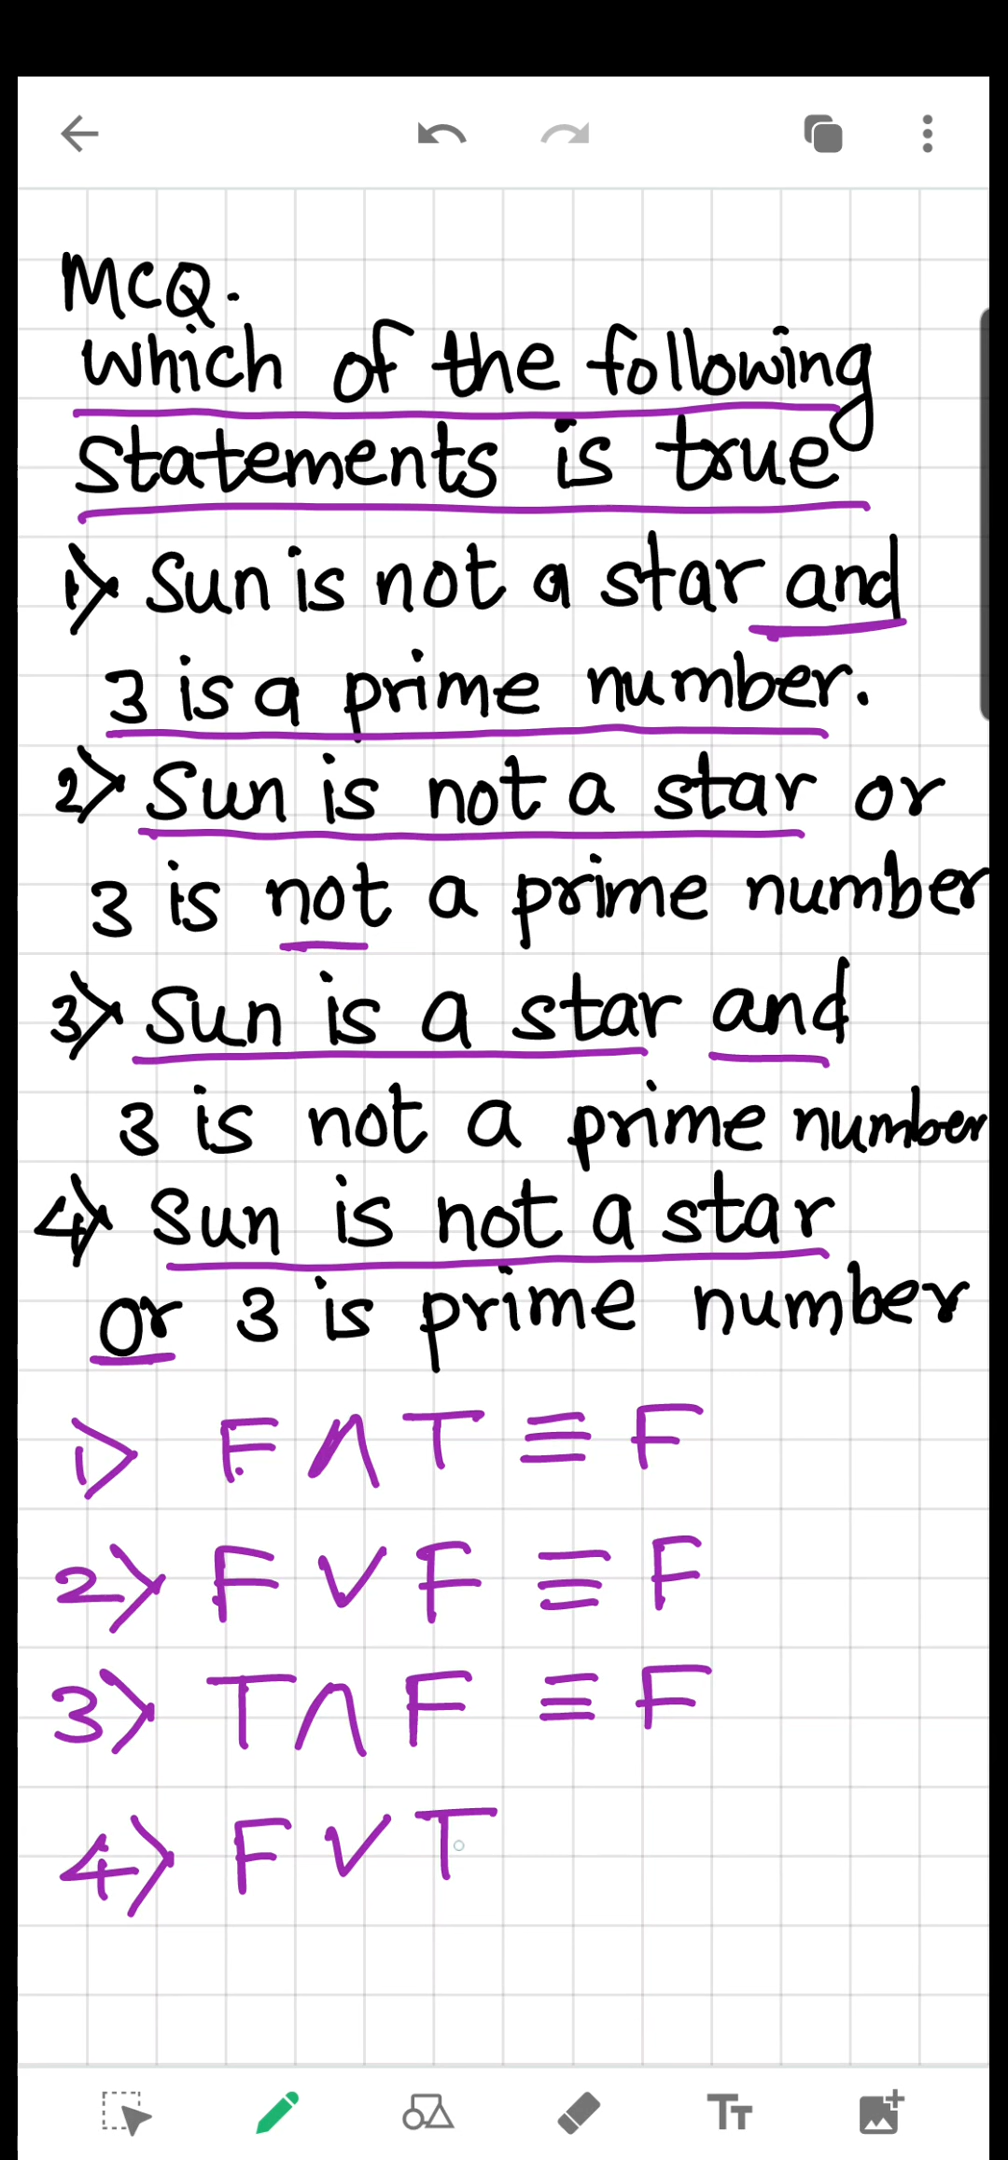 MCQ.
which of the following
statements is true
1> Sun is not a star and
3 is a prime number.
2> Sun is not a star or
3 is not a prime number
3> Sun is a star and
3 is not a prime number
4> Sun is not a star
or 3 is prime number
1> F ∧ T ≡ F
2> F ∨ F ≡ F
3> T ∧ F ≡ F
4> F ∨ T
TT